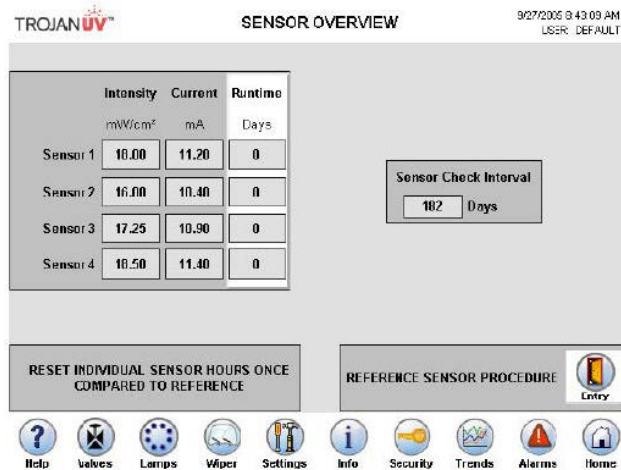 TROJANUV™
SENSOR OVERVIEW
9/27/2005 8:43:09 AM
USER: DEFAULT
Intensity Current Runtime
mW/cm² mA Days
Sensor 1 18.00 11.20 0
Sensor 2 16.00 10.40 0
Sensor 3 17.25 10.90 0
Sensor 4 18.50 11.40 0
Sensor Check Interval
182 Days
RESET INDIVIDUAL SENSOR HOURS ONCE
COMPARED TO REFERENCE
REFERENCE SENSOR PROCEDURE
Entry
Help Valves Lamps Wiper Settings Info Security Trends Alarms Home